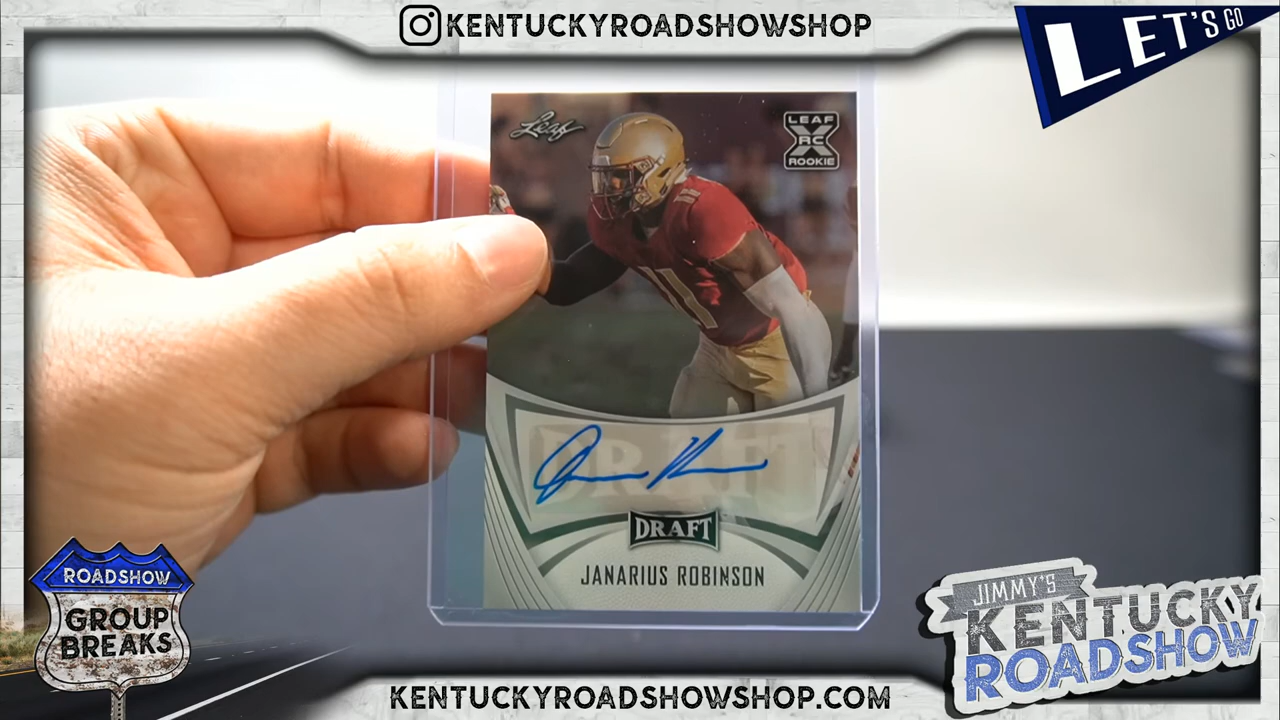 KENTUCKYROADSHOWSHOP
LET'S GO
Leaf
LEAF
RC
ROOKIE
11
DRAFT
DRAFT
JANARIUS ROBINSON
ROADSHOW
GROUP
BREAKS
JIMMY'S
KENTUCKY
ROADSHOW
KENTUCKYROADSHOWSHOP.COM